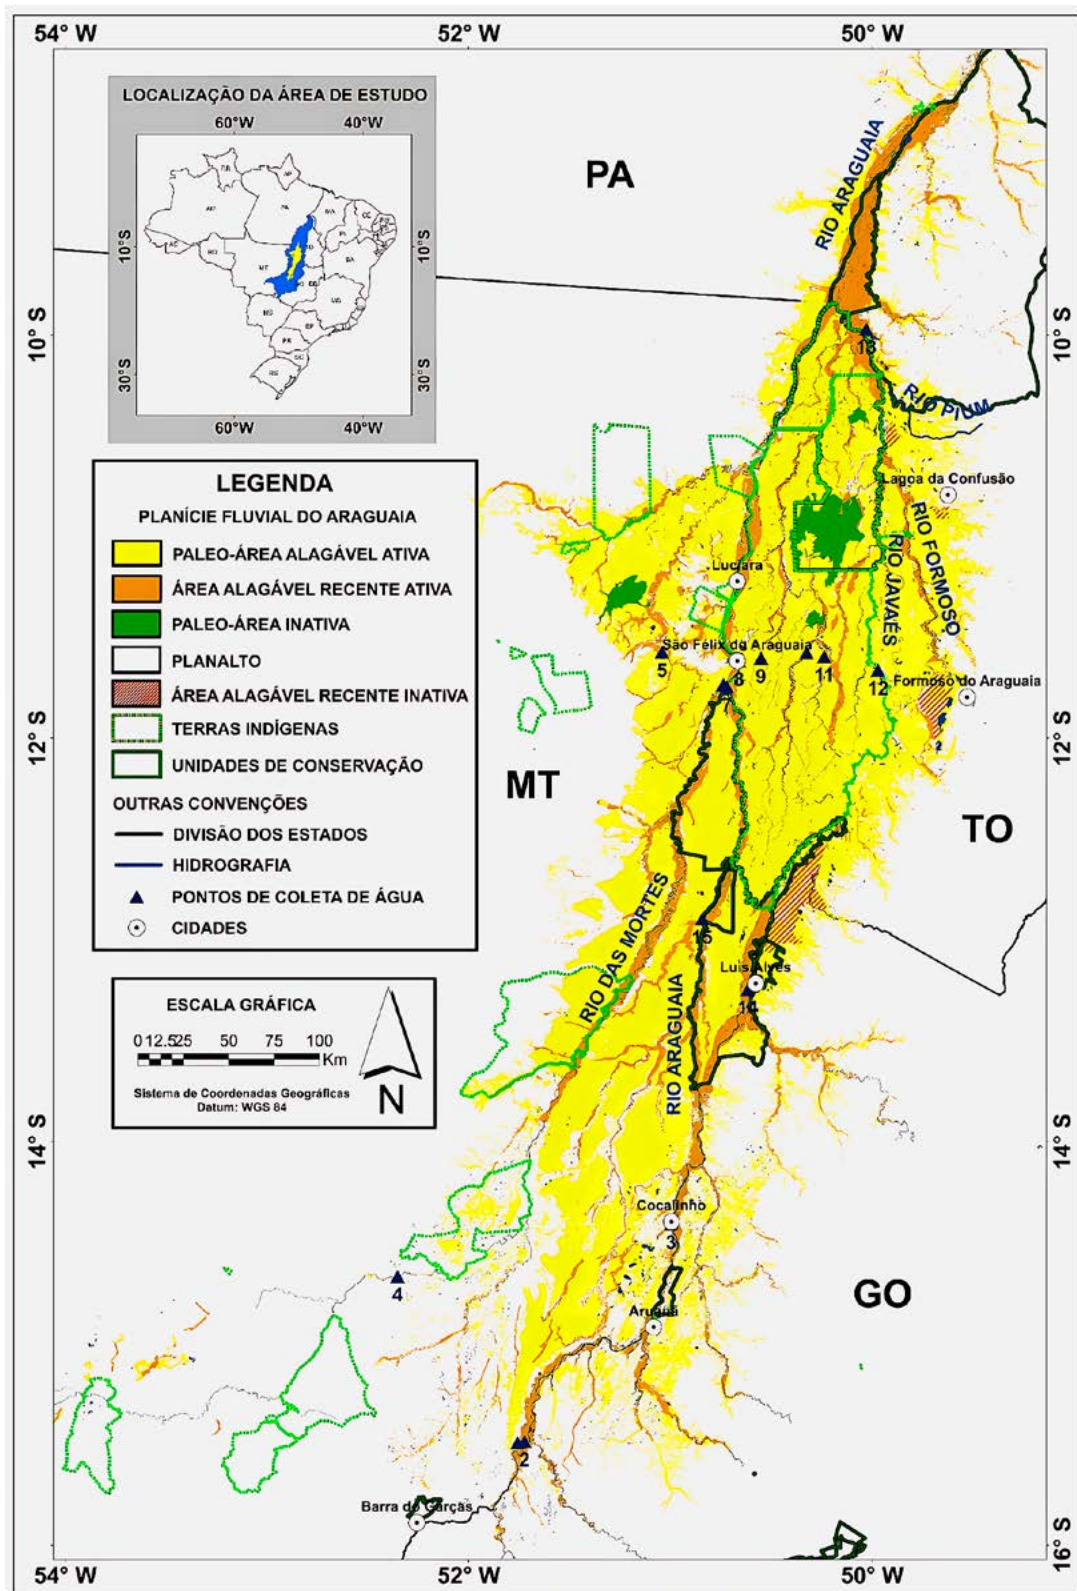 54° W
52° W
50° W
LOCALIZAÇÃO DA ÁREA DE ESTUDO
60°W
40°W
10°S
10°S
30°S
30°S
60°W
40°W
PA
RIO ARAGUAIA
10° S
10° S
13
RIO PIUM
LEGENDA
PLANÍCIE FLUVIAL DO ARAGUAIA
PALEO-ÁREA ALAGÁVEL ATIVA
ÁREA ALAGÁVEL RECENTE ATIVA
PALEO-ÁREA INATIVA
PLANALTO
ÁREA ALAGÁVEL RECENTE INATIVA
TERRAS INDÍGENAS
UNIDADES DE CONSERVAÇÃO
OUTRAS CONVENÇÕES
DIVISÃO DOS ESTADOS
HIDROGRAFIA
PONTOS DE COLETA DE ÁGUA
CIDADES
Lagoa da Confusão
RIO FORMOSO
RIO JAVAÉS
Luciara
São Félix do Araguaia
5
8
9
11
12
Formoso do Araguaia
12° S
12° S
MT
TO
RIO DAS MORTES
15
Luis Alves
14
RIO ARAGUAIA
ESCALA GRÁFICA
0 12.525 50 75 100
Km
Sistema de Coordenadas Geográficas
Datum: WGS 84
N
14° S
14° S
Cocalinho
3
4
GO
Aruanã
2
Barra do Garças
16° S
54° W
52° W
50° W